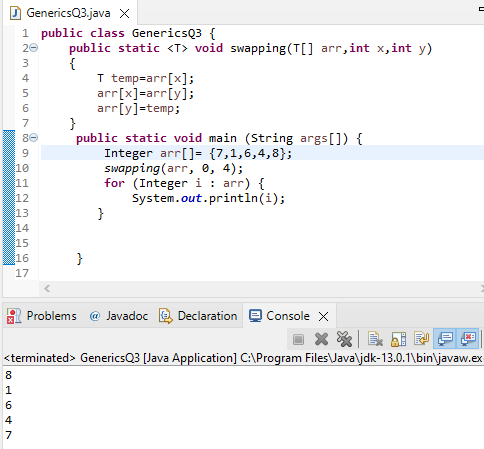 GenericsQ3.java
1 public class GenericsQ3 {
2 public static <T> void swapping(T[] arr,int x,int y)
3 {
4 T temp=arr[x];
5 arr[x]=arr[y];
6 arr[y]=temp;
7 }
8 public static void main (String args[]) {
9 Integer arr[]= {7,1,6,4,8};
10 swapping(arr, 0, 4);
11 for (Integer i : arr) {
12 System.out.println(i);
13 }
14
15
16 }
17
Problems @ Javadoc Declaration Console
<terminated> GenericsQ3 [Java Application] C:\Program Files\Java\jdk-13.0.1\bin\javaw.ex
8
1
6
4
7